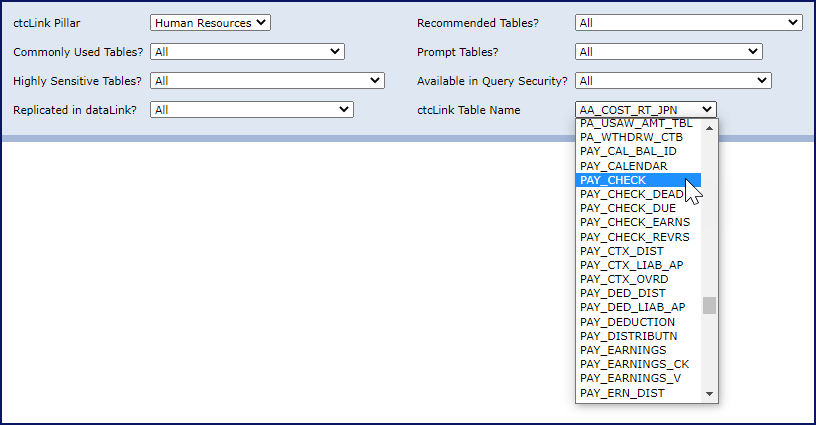 ctcLink Pillar Human Resources Recommended Tables? All
Commonly Used Tables? All Prompt Tables? All
Highly Sensitive Tables? All Available in Query Security? All
Replicated in dataLink? All ctcLink Table Name AA_COST_RT_JPN
PA_USAW_AMT_TBL
PA_WTHDRW_CTB
PAY_CAL_BAL_ID
PAY_CALENDAR
PAY_CHECK
PAY_CHECK_DEAD
PAY_CHECK_DUE
PAY_CHECK_EARNS
PAY_CHECK_REVRS
PAY_CTX_DIST
PAY_CTX_LIAB_AP
PAY_CTX_OVRD
PAY_DED_DIST
PAY_DED_LIAB_AP
PAY_DEDUCTION
PAY_DISTRIBUTN
PAY_EARNINGS
PAY_EARNINGS_CK
PAY_EARNINGS_V
PAY_ERN_DIST